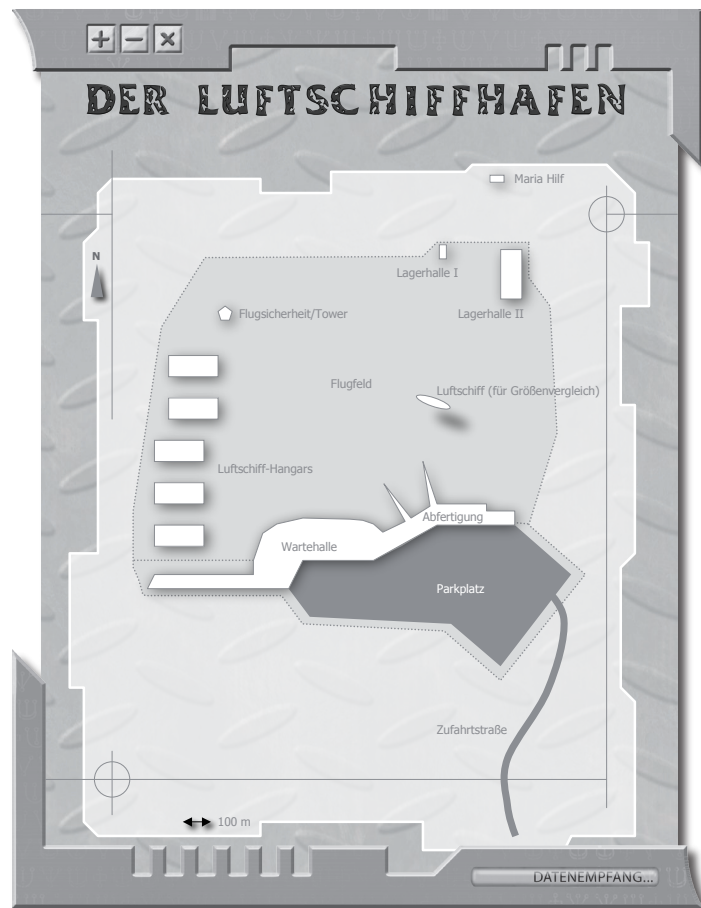 DER LUFTSCHIFFHAFEN
Maria Hilf
N
Lagerhalle I
Flugsicherheit/Tower
Lagerhalle II
Flugfeld
Luftschiff (für Größenvergleich)
Luftschiff-Hangars
Abfertigung
Wartehalle
Parkplatz
Zufahrtstraße
100 m
DATENEMPFANG...